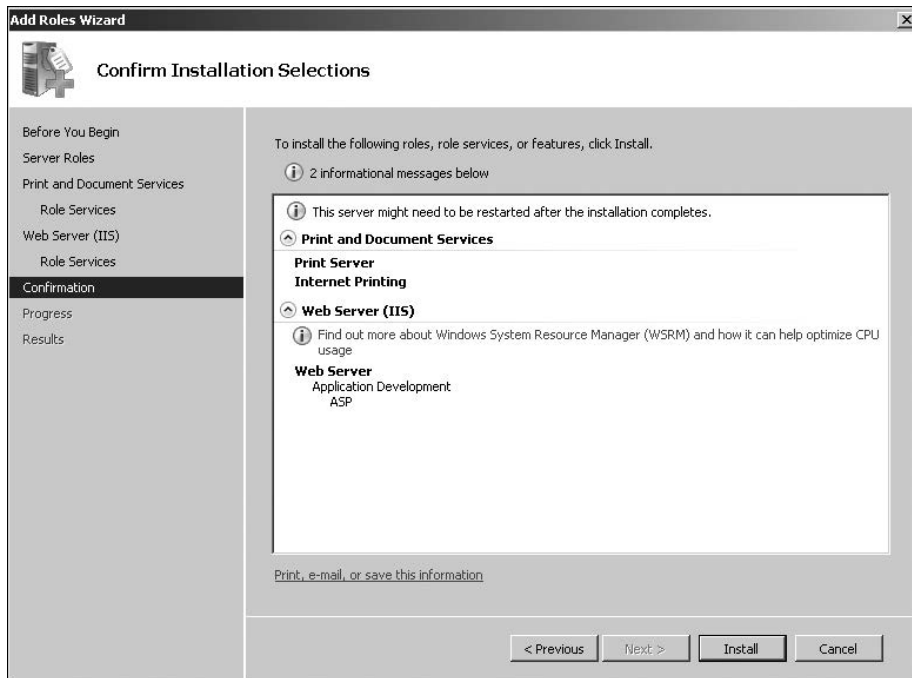 Add Roles Wizard
Confirm Installation Selections
Before You Begin
Server Roles
Print and Document Services
Role Services
Web Server (IIS)
Role Services
Confirmation
Progress
Results
To install the following roles, role services, or features, click Install.
2 informational messages below
This server might need to be restarted after the installation completes.
Print and Document Services
Print Server
Internet Printing
Web Server (IIS)
Find out more about Windows System Resource Manager (WSRM) and how it can help optimize CPU
usage
Web Server
Application Development
ASP
Print, e-mail, or save this information
< Previous
Next >
Install
Cancel